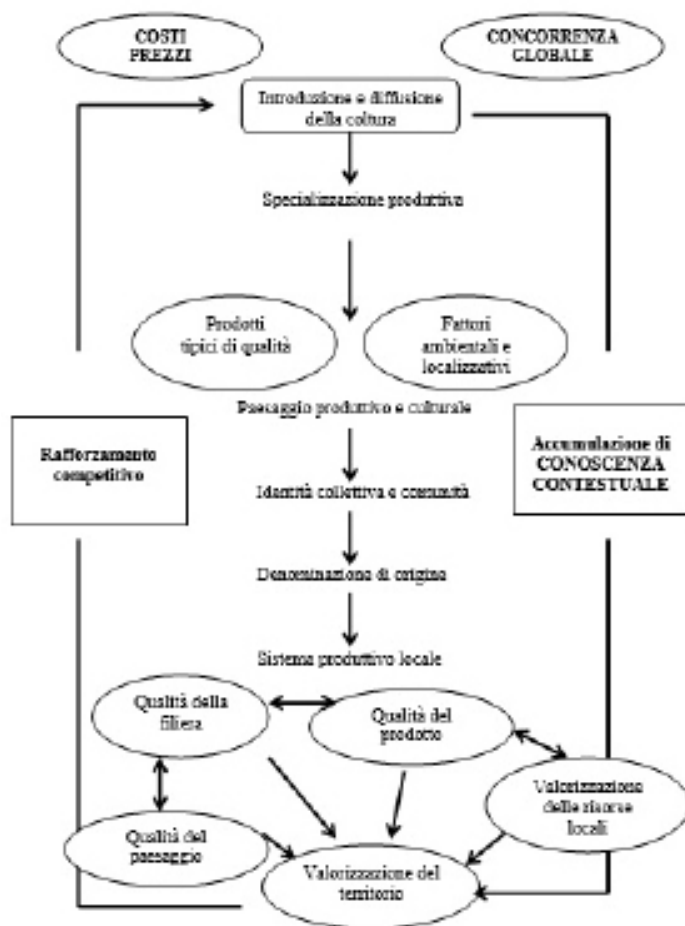 COSTI
PREZZI
CONCORRENZA
GLOBALE
Introduzione e diffusione
della coltura
Specializzazione produttiva
Prodotti
tipici di qualità
Fattori
ambientali e
localizzativi
Paesaggio produttivo e culturale
Rafforzamento
competitivo
Accumulazione di
CONOSCENZA
CONTESTUALE
Identità collettiva e comunità
Denominazione di origine
Sistema produttivo locale
Qualità della
filiera
Qualità del
prodotto
Valorizzazione
delle risorse
locali
Qualità del
paesaggio
Valorizzazione del
territorio